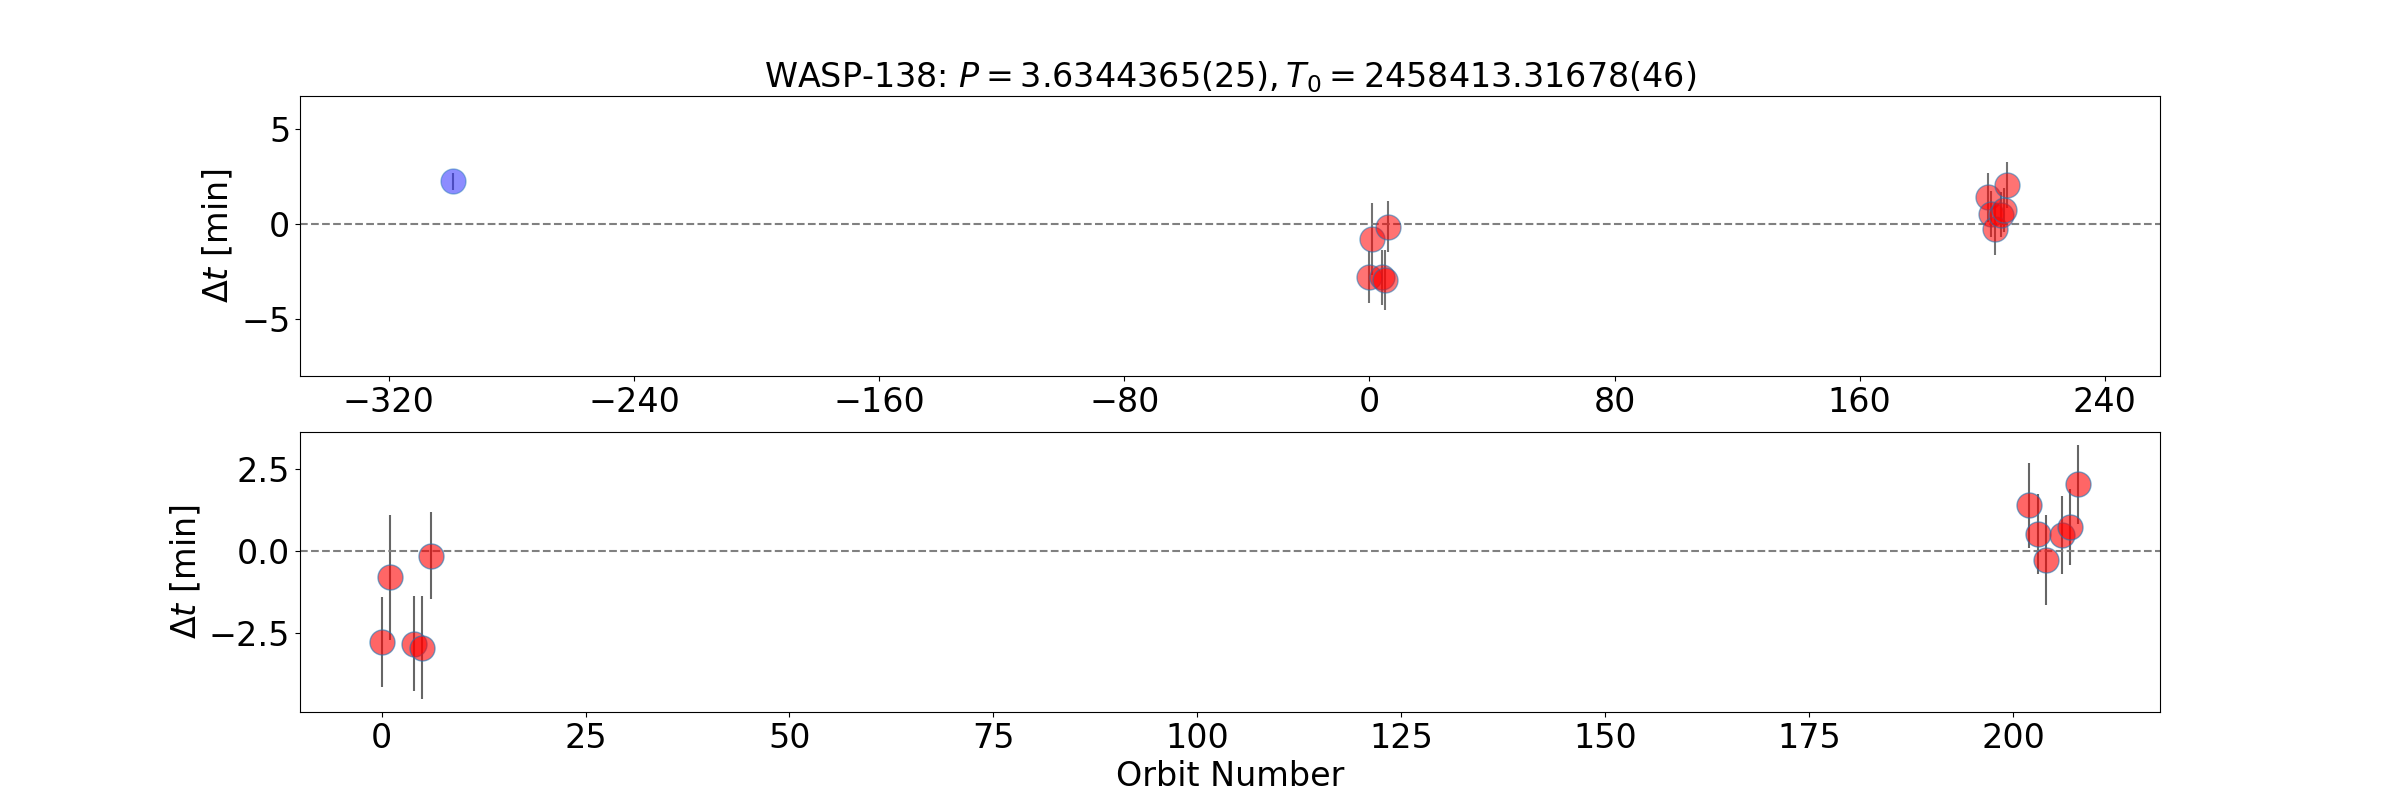 WASP-138: P = 3.6344365(25), T₀ = 2458413.31678(46)
5
0
−5
Δt [min]
−320 −240 −160 −80 0 80 160 240
2.5
0.0
−2.5
Δt [min]
0 25 50 75 100 125 150 175 200
Orbit Number